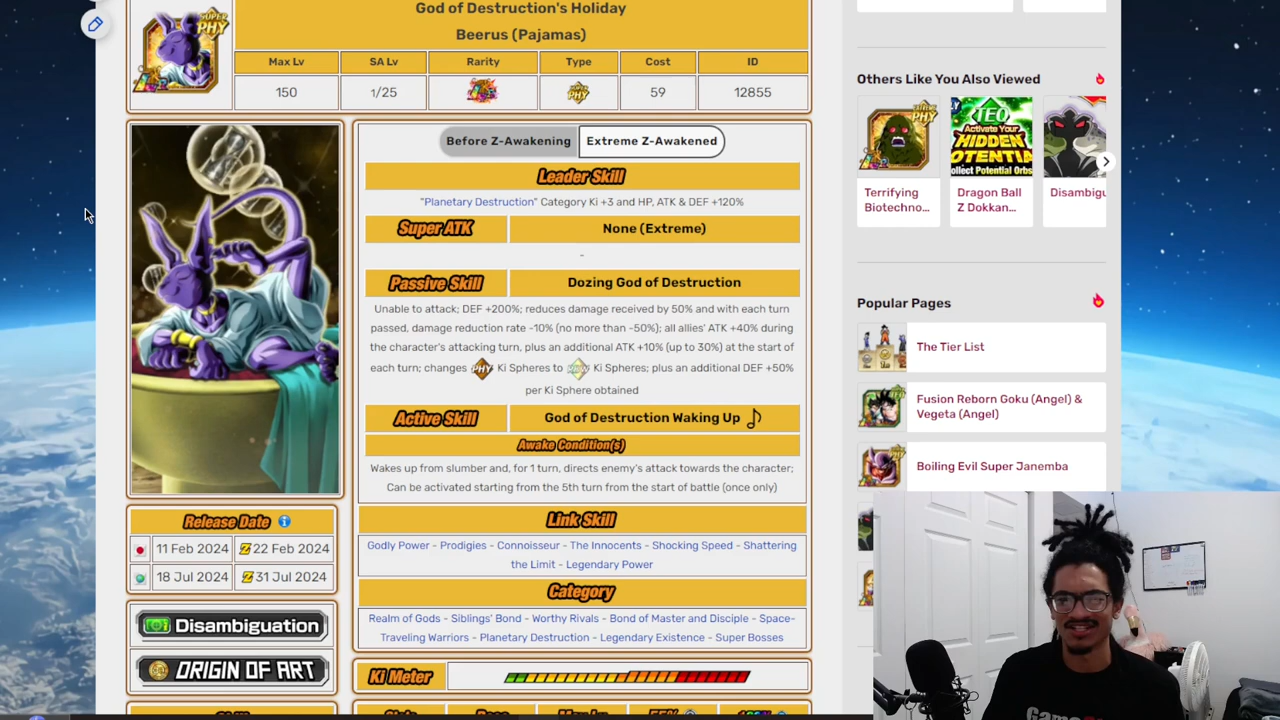 God of Destruction's Holiday
Beerus (Pajamas)
SUPER PHY
Max Lv SA Lv Rarity Type Cost ID
150 1/25 59 12855
Before Z-Awakening Extreme Z-Awakened
Leader Skill
"Planetary Destruction" Category Ki +3 and HP, ATK & DEF +120%
Super ATK None (Extreme)
-
Passive Skill Dozing God of Destruction
Unable to attack; DEF +200%; reduces damage received by 50% and with each turn
passed, damage reduction rate -10% (no more than -50%); all allies' ATK +40% during
the character's attacking turn, plus an additional ATK +10% (up to 30%) at the start of
each turn; changes PHY Ki Spheres to Ki Spheres; plus an additional DEF +50%
per Ki Sphere obtained
Active Skill God of Destruction Waking Up
Awake Condition(s)
Wakes up from slumber and, for 1 turn, directs enemy's attack towards the character;
Can be activated starting from the 5th turn from the start of battle (once only)
Link Skill
Godly Power - Prodigies - Connoisseur - The Innocents - Shocking Speed - Shattering
the Limit - Legendary Power
Category
Realm of Gods - Siblings' Bond - Worthy Rivals - Bond of Master and Disciple - Space-
Traveling Warriors - Planetary Destruction - Legendary Existence - Super Bosses
Ki Meter
Release Date
11 Feb 2024 Z 22 Feb 2024
18 Jul 2024 Z 31 Jul 2024
Disambiguation
ORIGIN OF ART
Others Like You Also Viewed
TEQ
Activate Your
HIDDEN
POTENTIA
ollect Potential Orbs
Terrifying
Biotechno...
Dragon Ball
Z Dokkan...
Disambigu
Popular Pages
The Tier List
Fusion Reborn Goku (Angel) &
Vegeta (Angel)
Boiling Evil Super Janemba